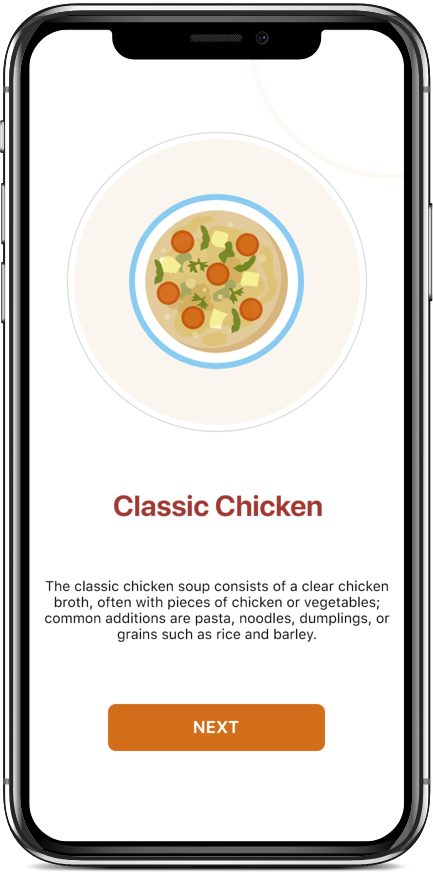 Classic Chicken
The classic chicken soup consists of a clear chicken
broth, often with pieces of chicken or vegetables;
common additions are pasta, noodles, dumplings, or
grains such as rice and barley.
NEXT